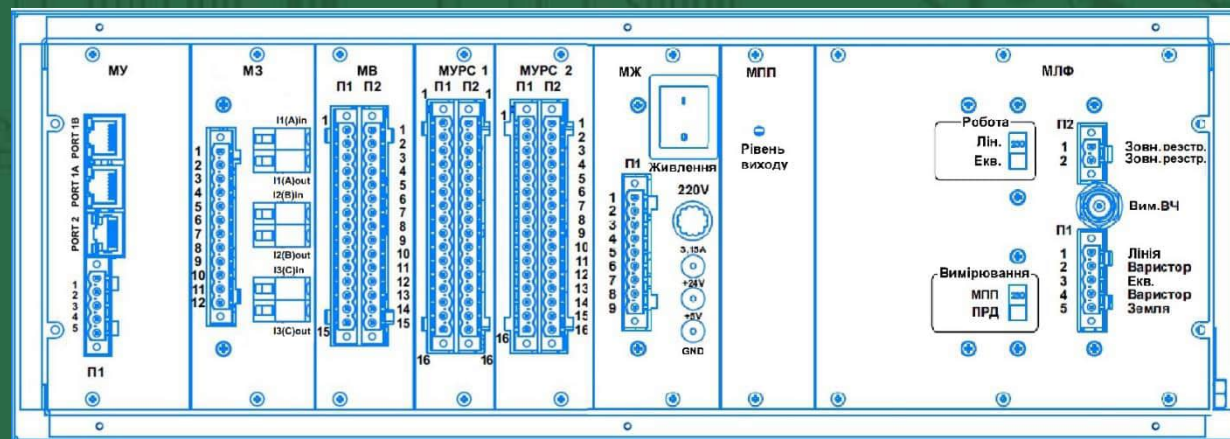 МУ
PORT 1B
PORT 1A
PORT 2
1
2
3
4
5
П1
МЗ
1
2
3
4
5
6
7
8
9
10
11
12
I1(A)in
I1(A)out
I2(B)in
I2(B)out
I3(C)in
I3(C)out
МВ
П1 П2
1
15
1
2
3
4
5
6
7
8
9
10
11
12
13
14
15
МУРС 1
П1 П2
1
1
16
16
МУРС 2
П1 П2
1
16
1
2
3
4
5
6
7
8
9
10
11
12
13
14
15
16
МЖ
П1
1
2
3
4
5
6
7
8
9
Живлення
220V
3,15A
+24V
+5V
GND
МПП
Рівень
виходу
МЛФ
Робота
Лін.
Екв.
Вимірювання
МПП
ПРД
П2
1 Зовн. реєстр.
2 Зовн. реєстр.
Вим.ВЧ
П1
1 Лінія
2 Варистор
3 Екв.
4 Варистор
5 Земля